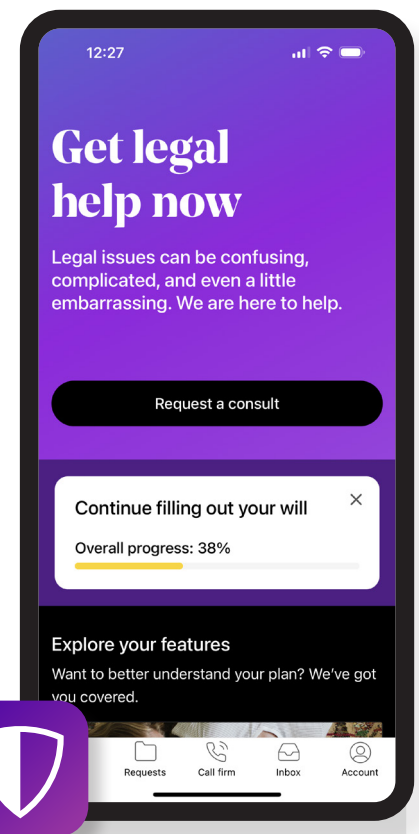 12:27
Get legal
help now
Legal issues can be confusing,
complicated, and even a little
embarrassing. We are here to help.
Request a consult
Continue filling out your will
Overall progress: 38%
Explore your features
Want to better understand your plan? We've got
you covered.
Requests
Call firm
Inbox
Account